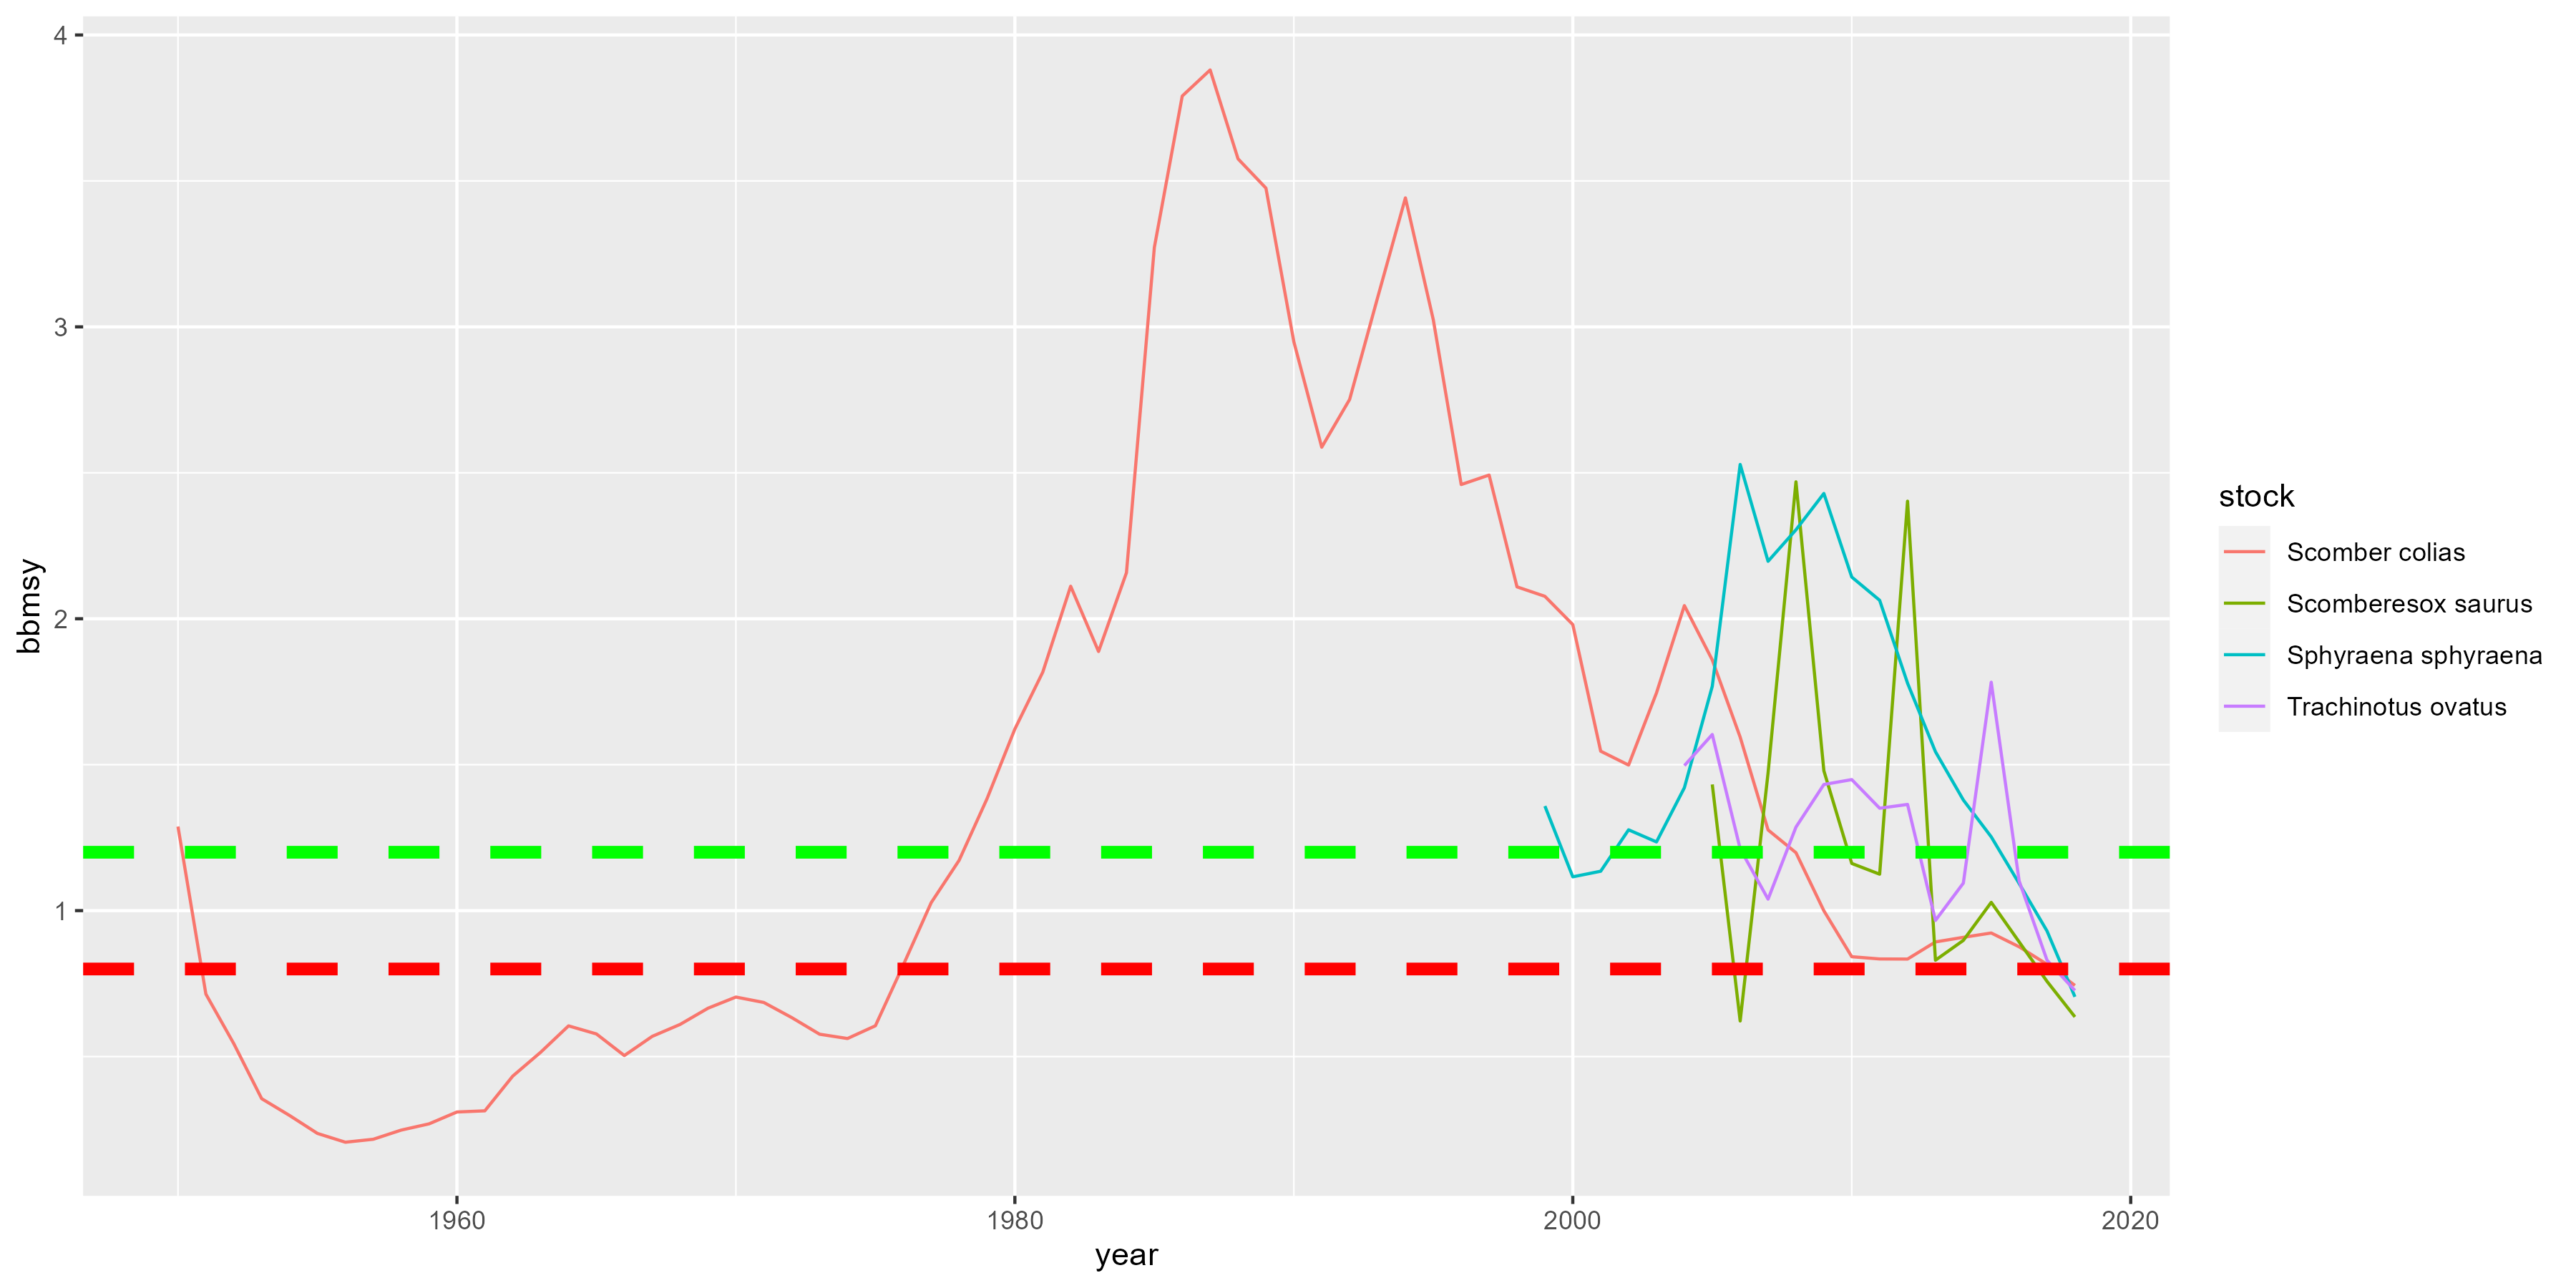 4
3
2
1
bbmsy
1960
1980
2000
2020
year
stock
Scomber colias
Scomberesox saurus
Sphyraena sphyraena
Trachinotus ovatus